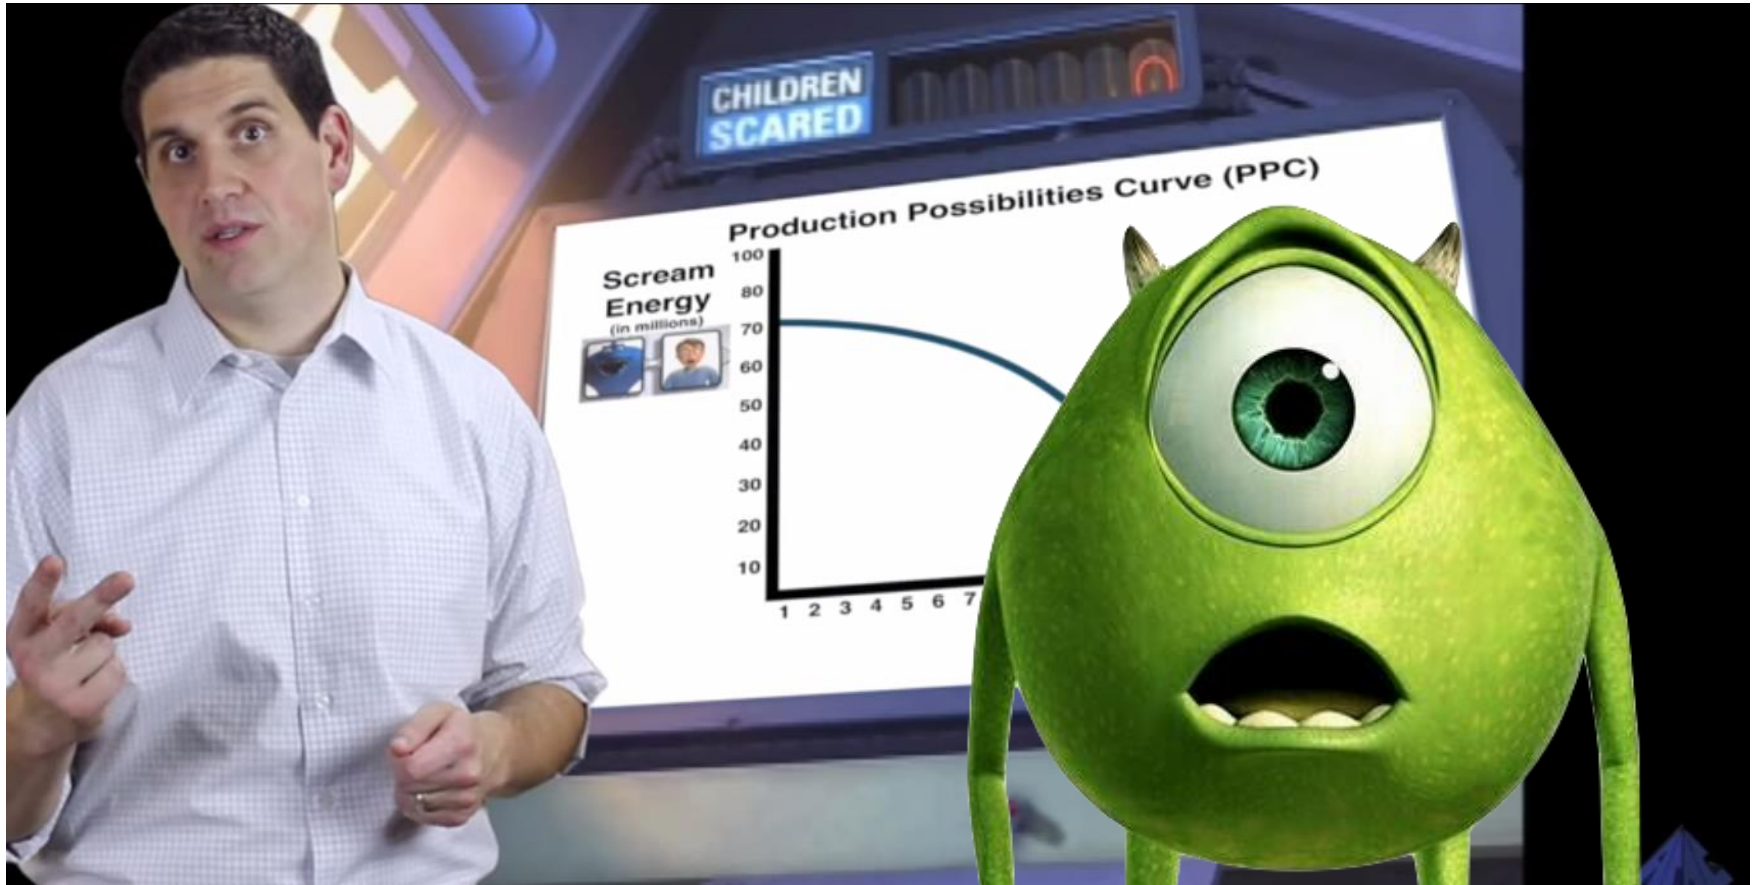 CHILDREN
SCARED
Production Possibilities Curve (PPC)
Scream
Energy
(in millions)
100
80
70
60
50
40
30
20
10
1 2 3 4 5 6 7